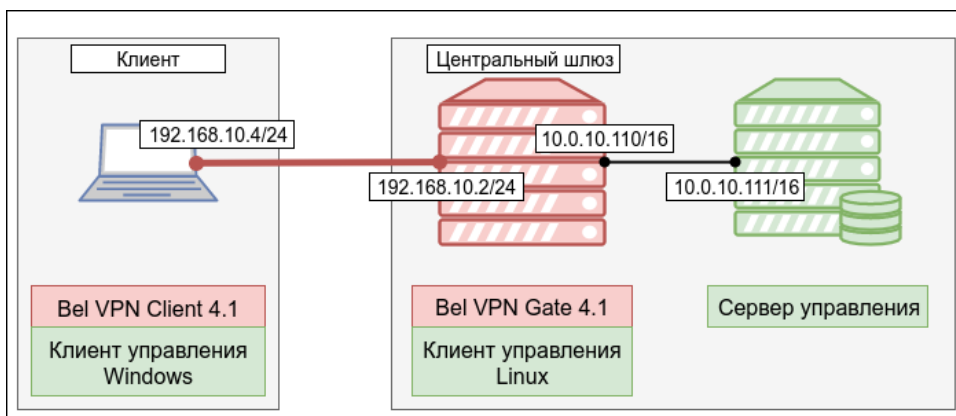 Клиент
Центральный шлюз
192.168.10.4/24
10.0.10.110/16
192.168.10.2/24
10.0.10.111/16
Bel VPN Client 4.1
Клиент управления
Windows
Bel VPN Gate 4.1
Клиент управления
Linux
Сервер управления